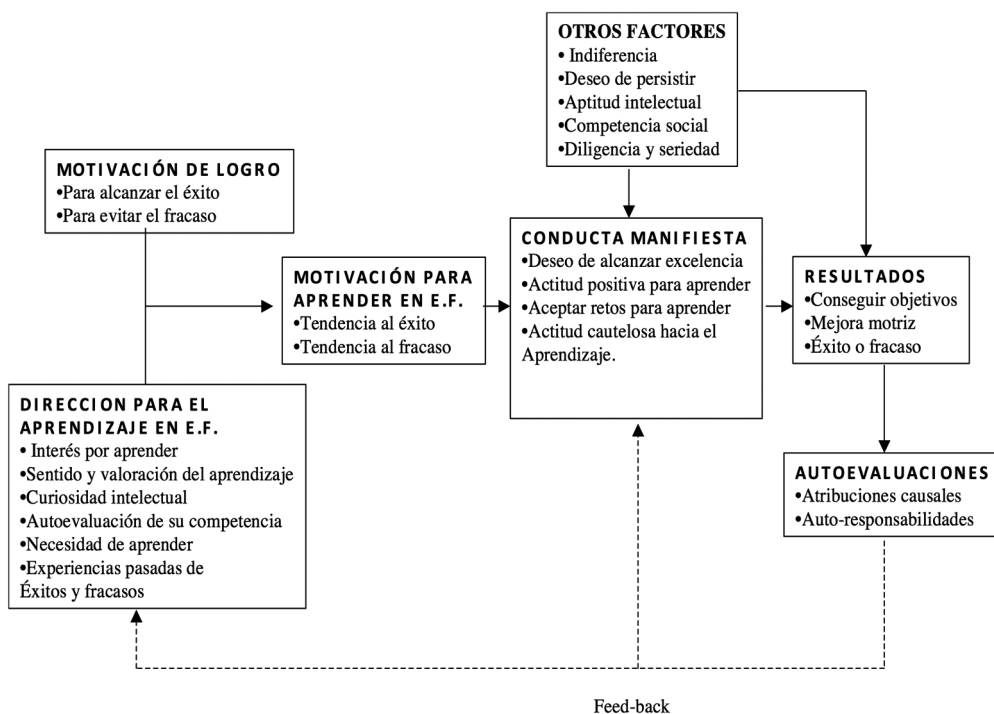 OTROS FACTORES
• Indiferencia
•Deseo de persistir
•Aptitud intelectual
•Competencia social
•Diligencia y seriedad
MOTIVACIÓN DE LOGRO
•Para alcanzar el éxito
•Para evitar el fracaso
MOTIVACIÓN PARA
APRENDER EN E.F.
•Tendencia al éxito
•Tendencia al fracaso
CONDUCTA MANIFIESTA
•Deseo de alcanzar excelencia
•Actitud positiva para aprender
•Aceptar retos para aprender
•Actitud cautelosa hacia el
Aprendizaje.
RESULTADOS
•Conseguir objetivos
•Mejora motriz
•Éxito o fracaso
DIRECCION PARA EL
APRENDIZAJE EN E.F.
• Interés por aprender
•Sentido y valoración del aprendizaje
•Curiosidad intelectual
•Autoevaluación de su competencia
•Necesidad de aprender
•Experiencias pasadas de
Éxitos y fracasos
AUTOEVALUACIONES
•Atribuciones causales
•Auto-responsabilidades
Feed-back